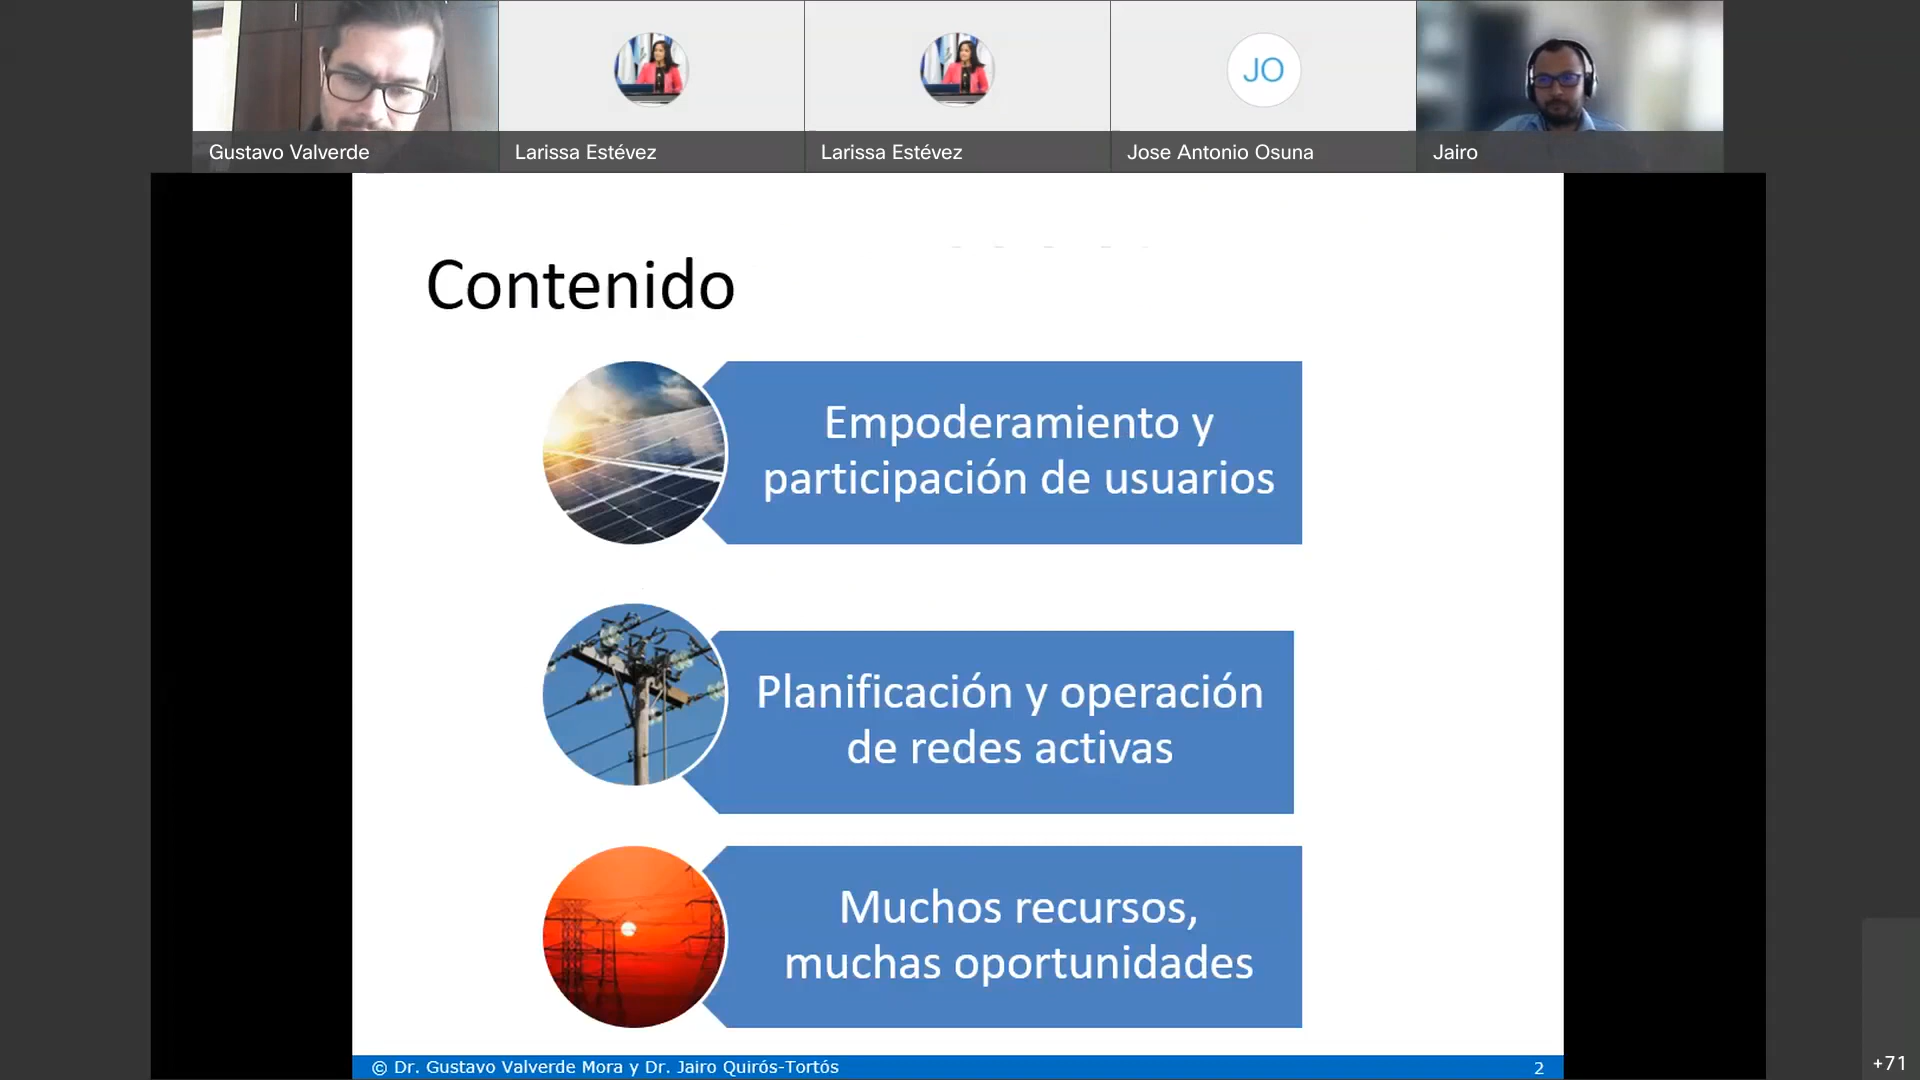 Gustavo Valverde
Larissa Estévez
Larissa Estévez
JO
Jose Antonio Osuna
Jairo
Contenido
Empoderamiento y
participación de usuarios
Planificación y operación
de redes activas
Muchos recursos,
muchas oportunidades
© Dr. Gustavo Valverde Mora y Dr. Jairo Quirós-Tortós
2
+71